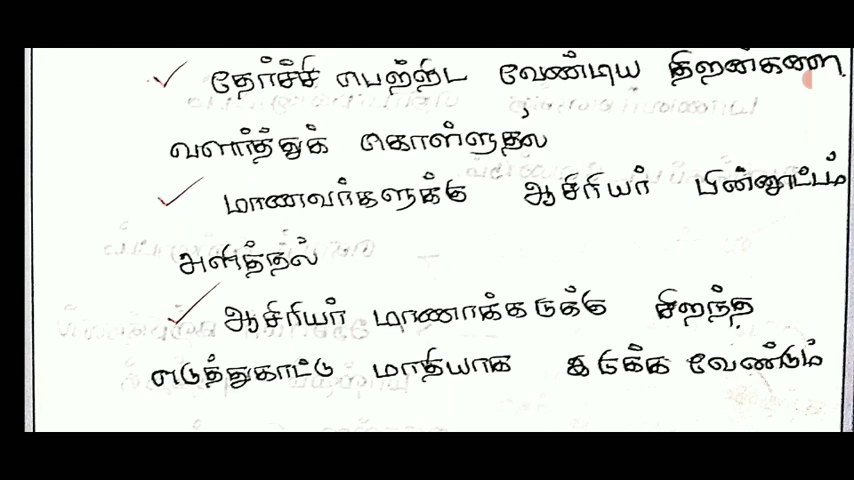 தேர்ச்சி பெற்றிட வேண்டிய திறன்களை
வளர்த்துக் கொள்ளுதல்
மாணவர்களுக்கு ஆசிரியர் பின்னூட்டம்
அளித்தல்
ஆசிரியர் மாணாக்கருக்கு சிறந்த
எடுத்துகாட்டு மாதியாக இருக்க வேண்டும்